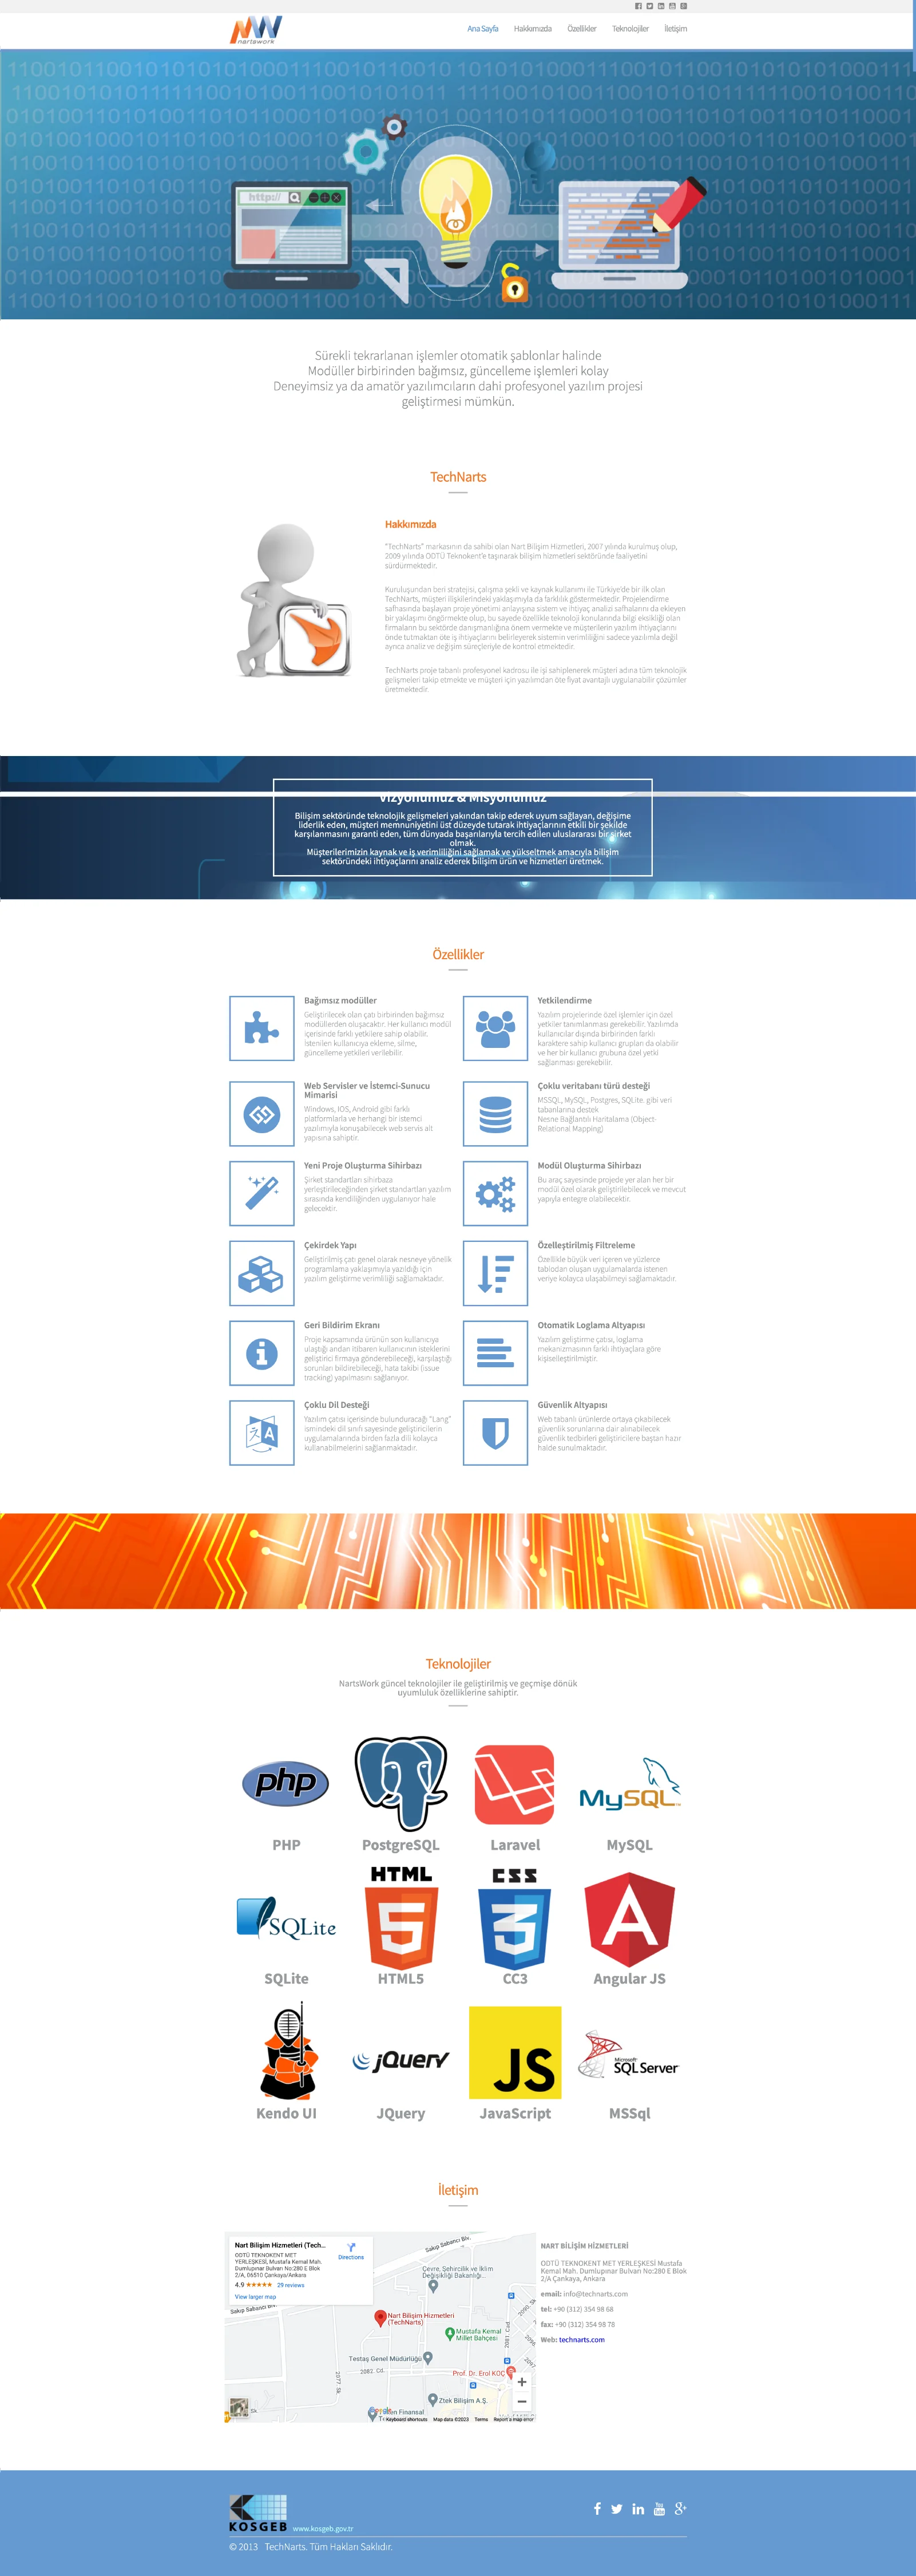 nartswork
Ana Sayfa Hakkımızda Özellikler Teknolojiler İletişim
http://
Sürekli tekrarlanan işlemler otomatik şablonlar halinde
Modüller birbirinden bağımsız, güncelleme işlemleri kolay
Deneyimsiz ya da amatör yazılımcıların dahi profesyonel yazılım projesi
geliştirmesi mümkün.
TechNarts
Hakkımızda
"TechNarts" markasının da sahibi olan Nart Bilişim Hizmetleri, 2007 yılında kurulmuş olup,
2009 yılında ODTÜ Teknokent'e taşınarak bilişim hizmetleri sektöründe faaliyetini
sürdürmektedir.
Kuruluşundan beri stratejisi, çalışma şekli ve kaynak kullanımı ile Türkiye'de bir ilk olan
TechNarts, müşteri ilişkilerindeki yaklaşımıyla da farklılık göstermektedir. Projelendirme
safhasında başlayan proje yönetimi anlayışına sistem ve ihtiyaç analizi safhalarını da ekleyen
bir yaklaşımı öngörmekte olup, bu sayede özellikle teknoloji konularında bilgi eksikliği olan
firmaların bu sektörde danışmanlığına önem vermekte ve müşterilerin yazılım ihtiyaçlarını
önde tutmaktan öte iş ihtiyaçlarını belirleyerek sistemin verimliliğini sadece yazılımla değil
ayrıca analiz ve değişim süreçleriyle de kontrol etmektedir.
TechNarts proje tabanlı profesyonel kadrosu ile işi sahiplenerek müşteri adına tüm teknolojik
gelişmeleri takip etmekte ve müşteri için yazılımdan öte fiyat avantajlı uygulanabilir çözümler
üretmektedir.
Vizyonumuz & Misyonumuz
Bilişim sektöründe teknolojik gelişmeleri yakından takip ederek uyum sağlayan, değişime
liderlik eden, müşteri memnuniyetini üst düzeyde tutarak ihtiyaçlarının etkili bir şekilde
karşılanmasını garanti eden, tüm dünyada başarılarıyla tercih edilen uluslararası bir şirket
olmak.
Müşterilerimizin kaynak ve iş verimliliğini sağlamak ve yükseltmek amacıyla bilişim
sektöründeki ihtiyaçlarını analiz ederek bilişim ürün ve hizmetleri üretmek.
Özellikler
Bağımsız modüller
Geliştirilecek olan çatı birbirinden bağımsız
modüllerden oluşacaktır. Her kullanıcı modül
içerisinde farklı yetkilere sahip olabilir.
İstenilen kullanıcıya ekleme, silme,
güncelleme yetkileri verilebilir.
Yetkilendirme
Yazılım projelerinde özel işlemler için özel
yetkiler tanımlanması gerekebilir. Yazılımda
kullanıcılar dışında birbirinden farklı
karaktere sahip kullanıcı grupları da olabilir
ve her bir kullanıcı grubuna özel yetki
sağlanması gerekebilir.
Web Servisler ve İstemci-Sunucu
Mimarisi
Windows, IOS, Android gibi farklı
platformlarla ve herhangi bir istemci
yazılımıyla konuşabilecek web servis alt
yapısına sahiptir.
Çoklu veritabanı türü desteği
MSSQL, MySQL, Postgres, SQLite. gibi veri
tabanlarına destek
Nesne Bağlantılı Haritalama (Object-
Relational Mapping)
Yeni Proje Oluşturma Sihirbazı
Şirket standartları sihirbaza
yerleştirileceğinden şirket standartları yazılım
sırasında kendiliğinden uygulanıyor hale
gelecektir.
Modül Oluşturma Sihirbazı
Bu araç sayesinde projede yer alan her bir
modül özel olarak geliştirilebilecek ve mevcut
yapıyla entegre olabilecektir.
Çekirdek Yapı
Geliştirilmiş çatı genel olarak nesneye yönelik
programlama yaklaşımıyla yazıldığı için
yazılım geliştirme verimliliği sağlamaktadır.
Özelleştirilmiş Filtreleme
Özellikle büyük veri içeren ve yüzlerce
tablodan oluşan uygulamalarda istenen
veriye kolayca ulaşabilmeyi sağlamaktadır.
Geri Bildirim Ekranı
Proje kapsamında ürünün son kullanıcıya
ulaştığı andan itibaren kullanıcının isteklerini
geliştirici firmaya gönderebileceği, karşılaştığı
sorunları bildirebileceği, hata takibi (issue
tracking) yapılmasını sağlanıyor.
Otomatik Loglama Altyapısı
Yazılım geliştirme çatısı, loglama
mekanizmasının farklı ihtiyaçlara göre
kişiselleştirilmiştir.
Çoklu Dil Desteği
Yazılım çatısı içerisinde bulunduracağı "Lang"
ismindeki dil sınıfı sayesinde geliştiricilerin
uygulamalarında birden fazla dili kolayca
kullanabilmelerini sağlanmaktadır.
Güvenlik Altyapısı
Web tabanlı ürünlerde ortaya çıkabilecek
güvenlik sorunlarına dair alınabilecek
güvenlik tedbirleri geliştiricilere baştan hazır
halde sunulmaktadır.
Teknolojiler
NartsWork güncel teknolojiler ile geliştirilmiş ve geçmişe dönük
uyumluluk özelliklerine sahiptir.
php
MySQL
PHP PostgreSQL Laravel MySQL
HTML CSS
SQLite
SQLite HTML5 CC3 Angular JS
jQuery JS Microsoft SQL Server
Kendo UI JQuery JavaScript MSSql
İletişim
Nart Bilişim Hizmetleri (Tech...
ODTÜ TEKNOKENT MET
YERLEŞKESİ, Mustafa Kemal Mah.
Dumlupınar Bulvarı No:280 E Blok
2/A, 06510 Çankaya/Ankara
4.9 ★★★★★ 29 reviews
View larger map
Directions
Sakıp Sabancı Blv.
Çevre, Şehircilik ve İklim
Değişikliği Bakanlığı...
Sakıp Sabancı Blv.
Nart Bilişim Hizmetleri
(TechNarts)
Mustafa Kemal
Millet Bahçesi
2081. Cad
Testaş Genel Müdürlüğü
2082. Cd.
2077. Sk.
Prof. Dr. Erol KOÇ
Ztek Bilişim A.Ş.
Keyboard shortcuts Map data ©2023 Terms Report a map error
NART BİLİŞİM HİZMETLERİ
ODTÜ TEKNOKENT MET YERLEŞKESİ Mustafa
Kemal Mah, Dumlupınar Bulvarı No:280 E Blok
2/A Çankaya, Ankara
email: info@technarts.com
tel: +90 (312) 354 98 68
fax: +90 (312) 354 98 78
Web: technarts.com
KOSGEB www.kosgeb.gov.tr
© 2013 TechNarts. Tüm Hakları Saklıdır.